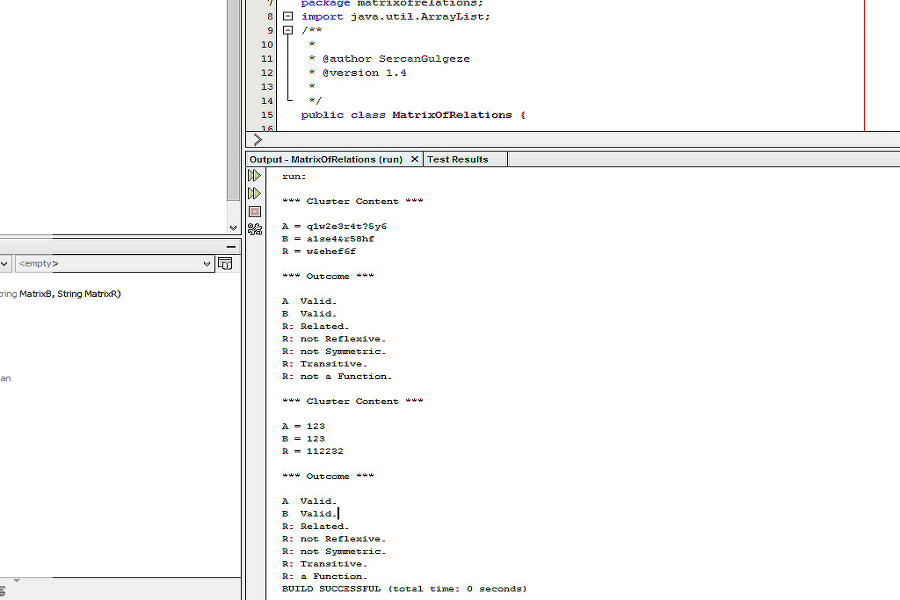 <empty>
ring MatrixB, String MatrixR)
an
7 package matrixofrelations;
8 import java.util.ArrayList;
9 /**
10 *
11 * @author SercanGulgeze
12 * @version 1.4
13 *
14 */
15 public class MatrixOfRelations {
16
Output - MatrixOfRelations (run) Test Results
run:
*** Cluster Content ***
A = q1w2e3r4t?5y6
B = a1se4&r58hf
R = w&ehef6f
*** Outcome ***
A Valid.
B Valid.
R: Related.
R: not Reflexive.
R: not Symmetric.
R: Transitive.
R: not a Function.
*** Cluster Content ***
A = 123
B = 123
R = 112232
*** Outcome ***
A Valid.
B Valid.
R: Related.
R: not Reflexive.
R: not Symmetric.
R: Transitive.
R: a Function.
BUILD SUCCESSFUL (total time: 0 seconds)